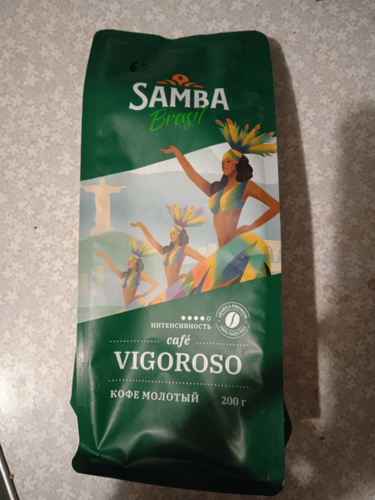 SAMBA
Brasil
ИНТЕНСИВНОСТЬ
café
VIGOROSO
КОФЕ МОЛОТЫЙ
200 г